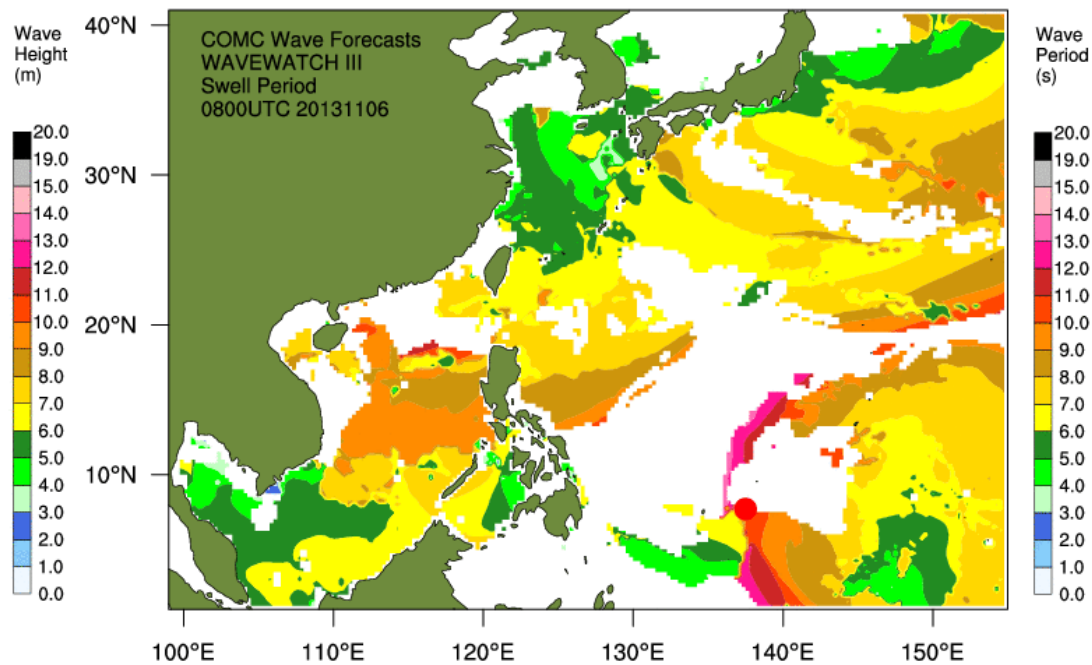 COMC Wave Forecasts
WAVEWATCH III
Swell Period
0800UTC 20131106
Wave
Height
(m)
20.0
19.0
15.0
14.0
13.0
12.0
11.0
10.0
9.0
8.0
7.0
6.0
5.0
4.0
3.0
2.0
1.0
0.0
40°N
30°N
20°N
10°N
100°E
110°E
120°E
130°E
140°E
150°E
Wave
Period
(s)
20.0
19.0
15.0
14.0
13.0
12.0
11.0
10.0
9.0
8.0
7.0
6.0
5.0
4.0
3.0
2.0
1.0
0.0